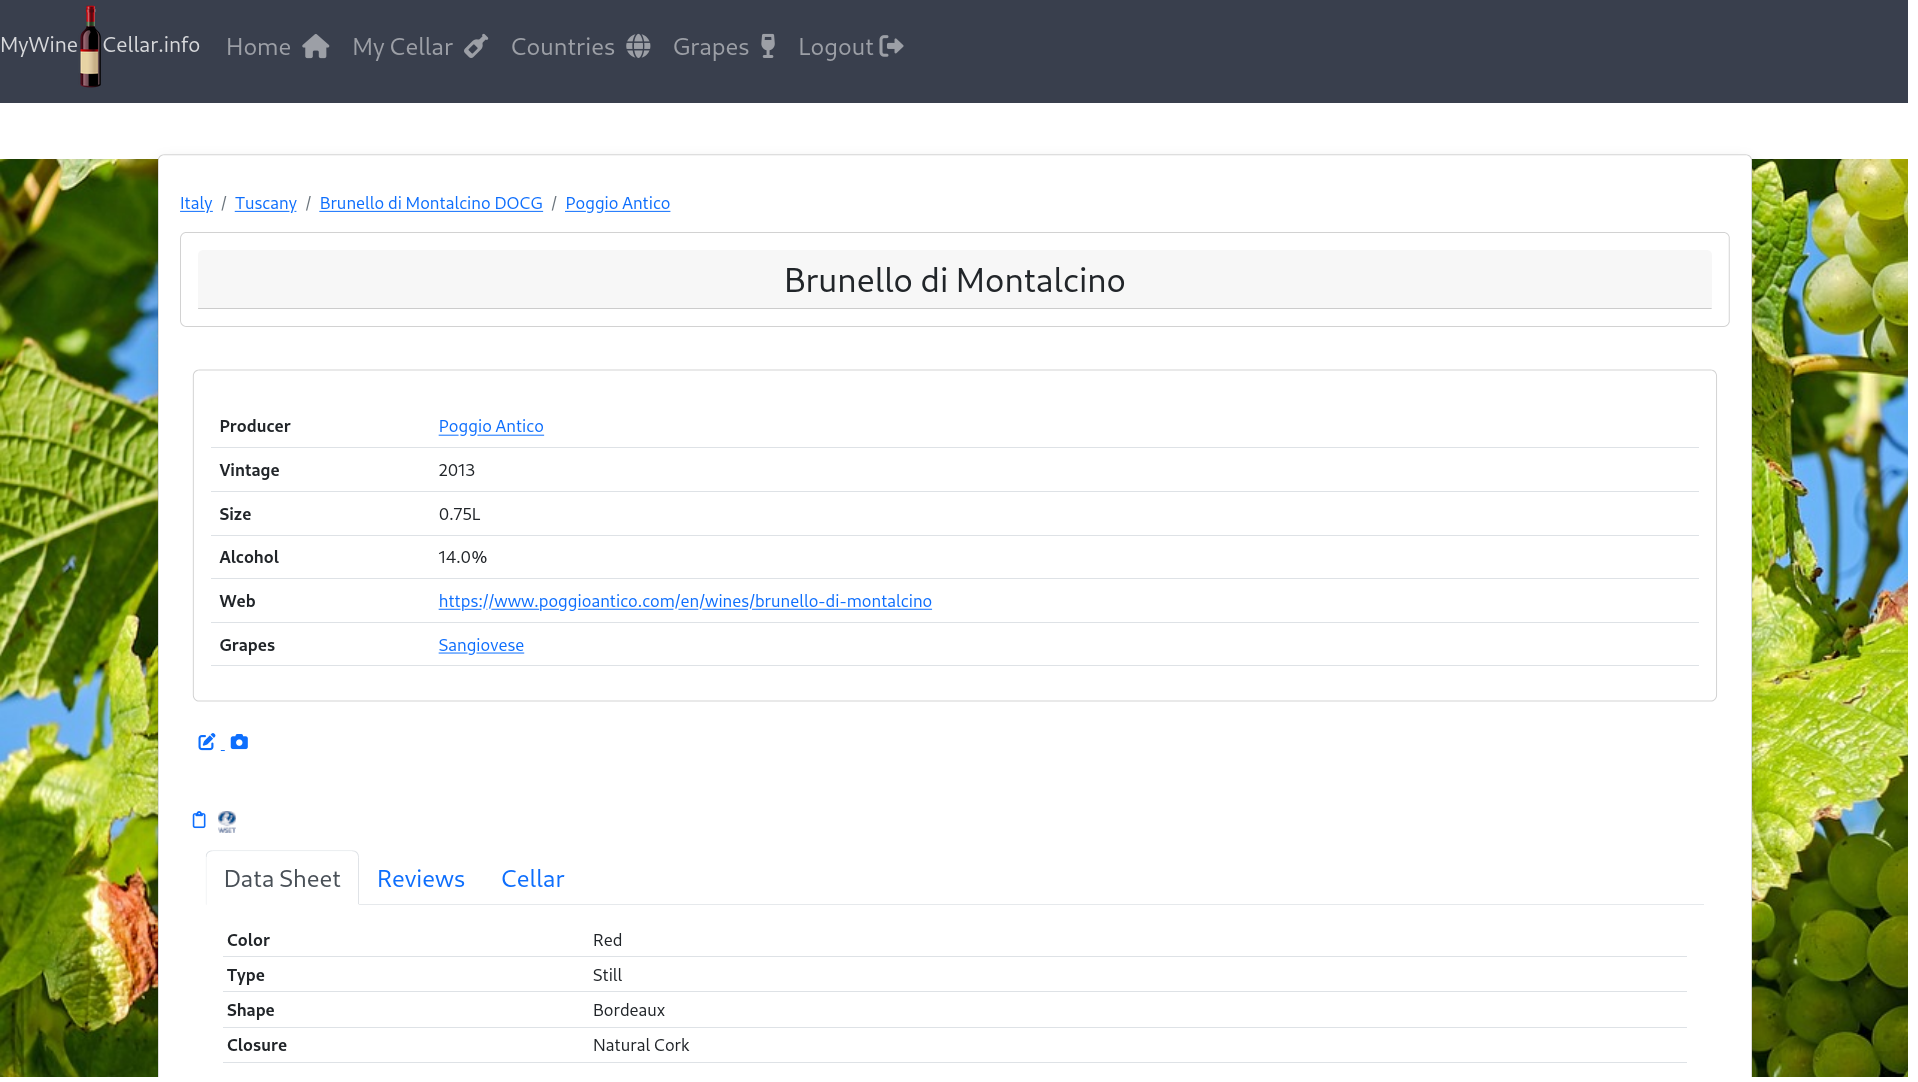 MyWine Cellar.info Home My Cellar Countries Grapes Logout
Italy / Tuscany / Brunello di Montalcino DOCG / Poggio Antico
Brunello di Montalcino
Producer Poggio Antico
Vintage 2013
Size 0.75L
Alcohol 14.0%
Web https://www.poggioantico.com/en/wines/brunello-di-montalcino
Grapes Sangiovese
WSET
Data Sheet Reviews Cellar
Color Red
Type Still
Shape Bordeaux
Closure Natural Cork